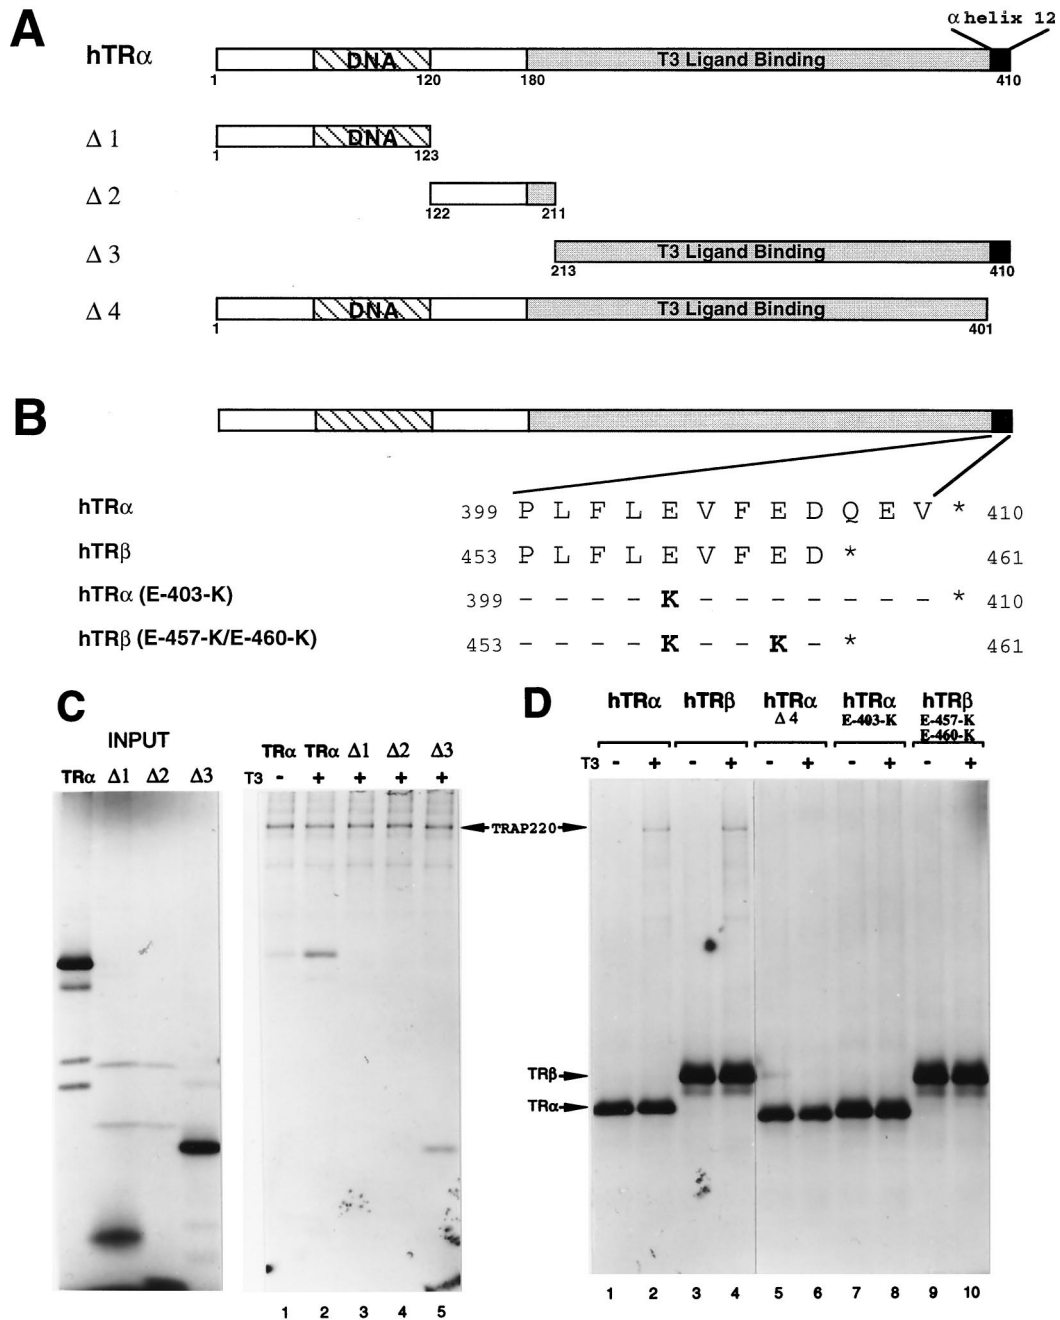 A
α helix 12
hTRα
DNA
T3 Ligand Binding
1 120 180 410
Δ 1
DNA
1 123
Δ 2
122 211
Δ 3
T3 Ligand Binding
213 410
Δ 4
DNA
T3 Ligand Binding
1 401
B
hTRα 399 P L F L E V F E D Q E V * 410
hTRβ 453 P L F L E V F E D * 461
hTRα (E-403-K) 399 - - - - K - - - - - - - * 410
hTRβ (E-457-K/E-460-K) 453 - - - - K - - K - * 461
C
INPUT
TRα Δ1 Δ2 Δ3
TRα TRα Δ1 Δ2 Δ3
T3 - + + + +
TRAP220
1 2 3 4 5
D
hTRα hTRβ hTRα hTRα hTRβ
Δ 4 E-403-K E-457-K
E-460-K
T3 - + - + - + - + - +
TRβ
TRα
1 2 3 4 5 6 7 8 9 10